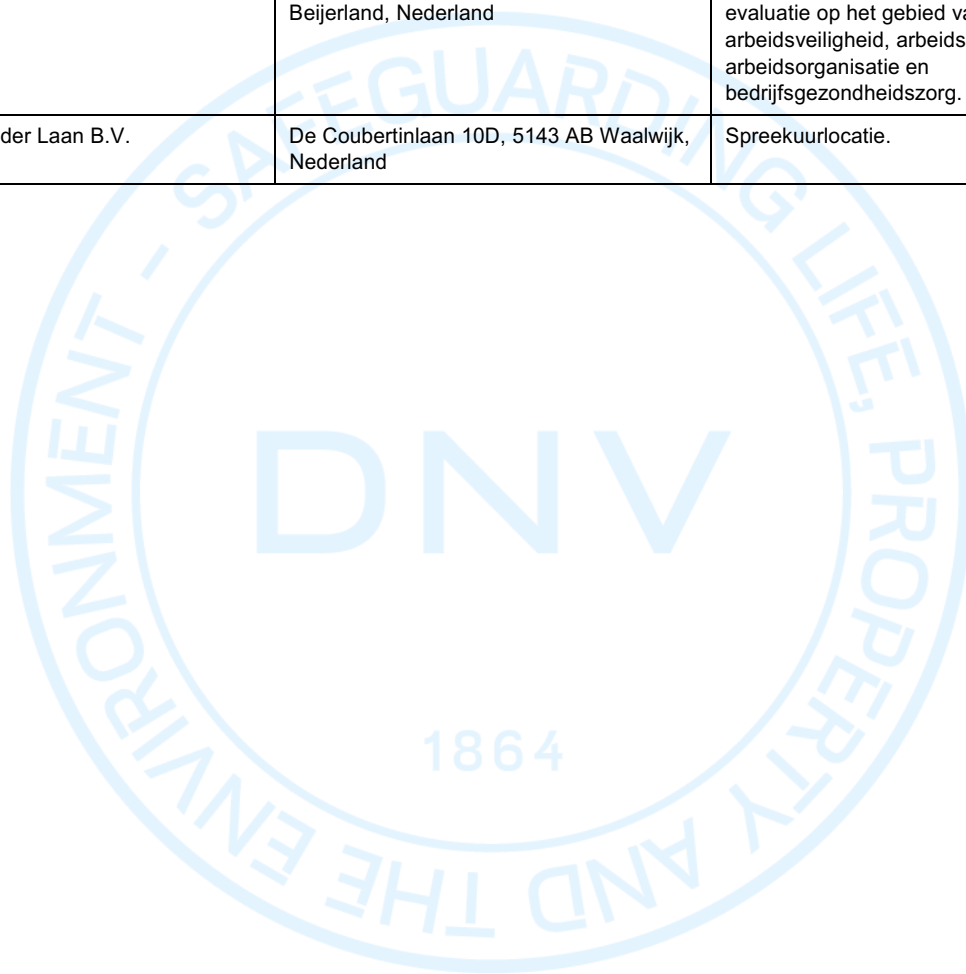 Beijerland, Nederland
evaluatie op het gebied va
arbeidsveiligheid, arbeids
arbeidsorganisatie en
bedrijfsgezondheidszorg.
der Laan B.V.
De Coubertinlaan 10D, 5143 AB Waalwijk,
Nederland
Spreekuurlocatie.
SAFEGUARDING LIFE, PROPERTY AND THE ENVIRONMENT -
DNV
1864